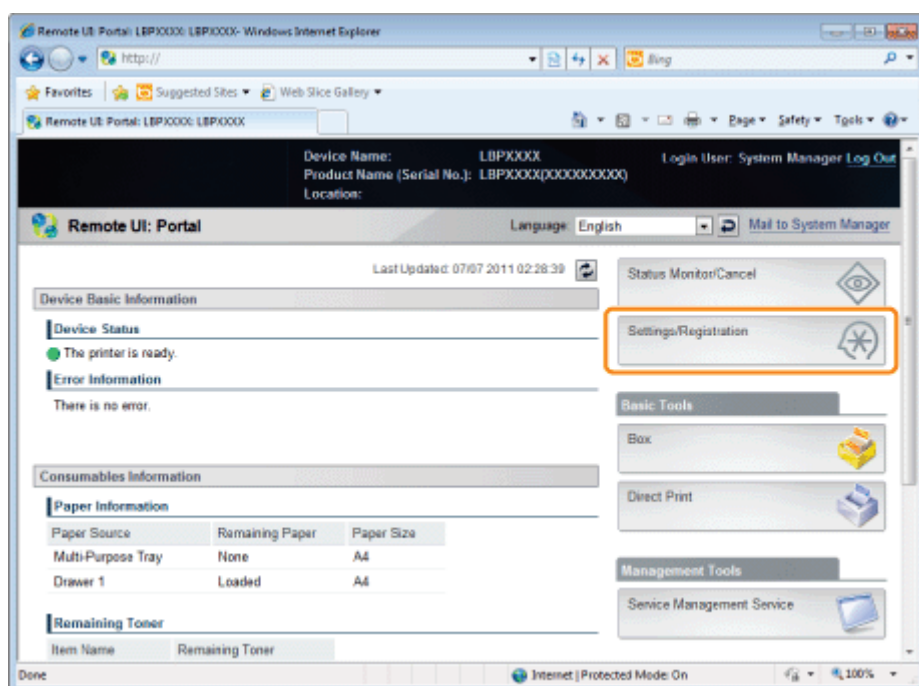 Remote UI: Portal: LBPXXXX: LBPXXXX- Windows Internet Explorer
http://
Bing
Favorites Suggested Sites Web Slice Gallery
Remote UI: Portal: LBPXXXX: LBPXXXX Page Safety Tools
Device Name: LBPXXXX Login User: System Manager Log Out
Product Name (Serial No.): LBPXXXX(XXXXXXXXX)
Location:
Remote UI: Portal Language: English Mail to System Manager
Last Updated: 07/07 2011 02:28:39
Status Monitor/Cancel
Device Basic Information
Device Status
Settings/Registration
The printer is ready.
Error Information
There is no error.
Basic Tools
Box
Consumables Information
Direct Print
Paper Information
Paper Source Remaining Paper Paper Size
Multi-Purpose Tray None A4
Drawer 1 Loaded A4
Management Tools
Service Management Service
Remaining Toner
Item Name Remaining Toner
Done Internet | Protected Mode: On 100%